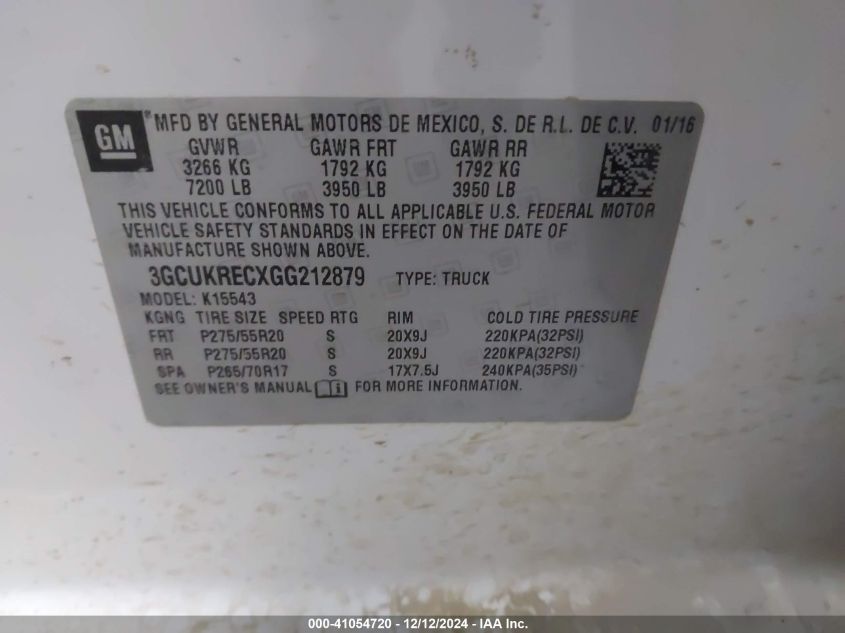 GM ® MFD BY GENERAL MOTORS DE MEXICO, S. DE R.L. DE C.V. 01/16
GVWR GAWR FRT GAWR RR
3266 KG 1792 KG 1792 KG
7200 LB 3950 LB 3950 LB
THIS VEHICLE CONFORMS TO ALL APPLICABLE U.S. FEDERAL MOTOR
VEHICLE SAFETY STANDARDS IN EFFECT ON THE DATE OF
MANUFACTURE SHOWN ABOVE.
3GCUKRECXGG212879 TYPE: TRUCK
MODEL: K15543
KGNG TIRE SIZE SPEED RTG RIM COLD TIRE PRESSURE
FRT P275/55R20 S 20X9J 220KPA(32PSI)
RR P275/55R20 S 20X9J 220KPA(32PSI)
SPA P265/70R17 S 17X7.5J 240KPA(35PSI)
SEE OWNER'S MANUAL FOR MORE INFORMATION.
000-41054720 - 12/12/2024 - IAA Inc.